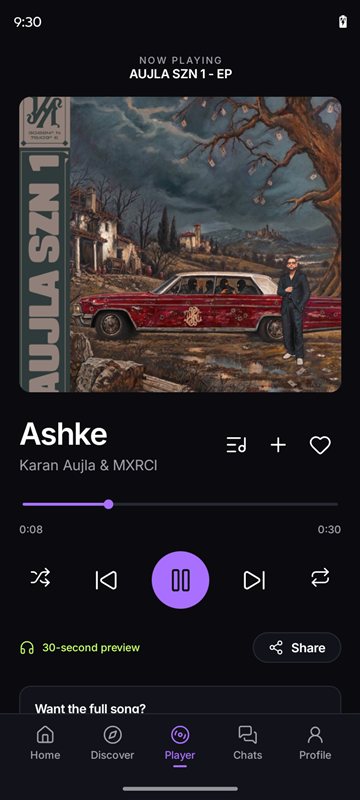 9:30
NOW PLAYING
AUJLA SZN 1 - EP
AUJLA SZN 1
Ashke
Karan Aujla & MXRCI
0:08
0:30
30-second preview
Share
Want the full song?
Home
Discover
Player
Chats
Profile